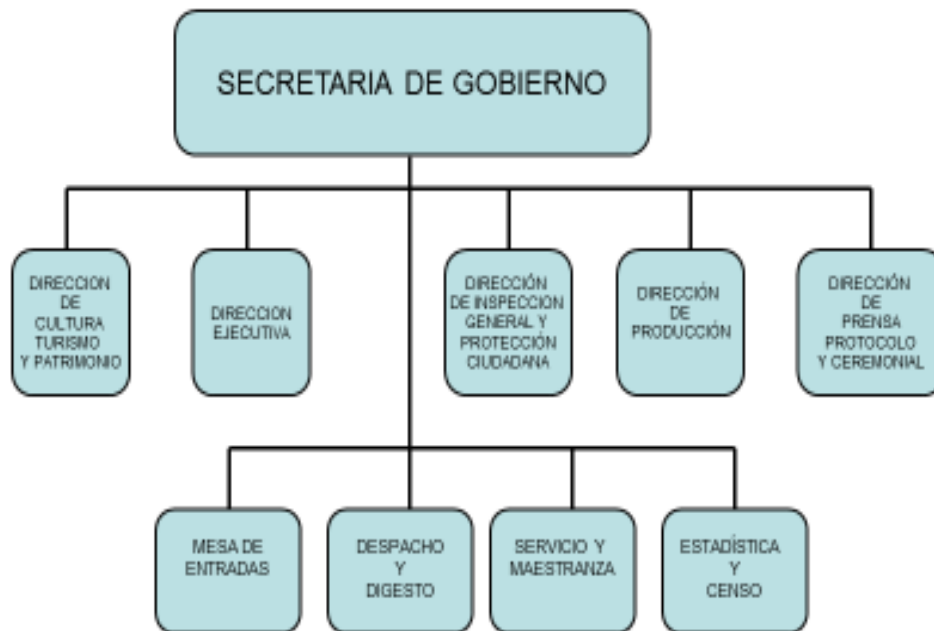 SECRETARIA DE GOBIERNO
DIRECCION
DE
CULTURA
TURISMO
Y PATRIMONIO
DIRECCION
EJECUTIVA
DIRECCIÓN
DE INSPECCION
GENERAL Y
PROTECCIÓN
CIUDADANA
DIRECCIÓN
DE
PRODUCCIÓN
DIRECCIÓN
DE
PRENSA
PROTOCOLO
Y CEREMONIAL
MESA DE
ENTRADAS
DESPACHO
Y
DIGESTO
SERVICIO Y
MAESTRANZA
ESTADÍSTICA
Y
CENSO